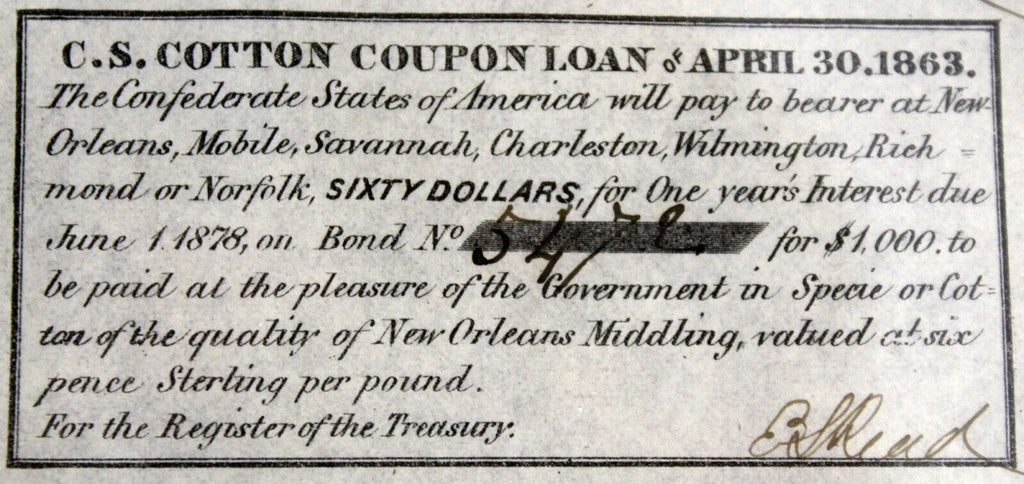 C.S. COTTON COUPON LOAN OF APRIL 30. 1863.
The Confederate States of America will pay to bearer at New
Orleans, Mobile, Savannah, Charleston, Wilmington, Rich=
mond or Norfolk, SIXTY DOLLARS, for One year's Interest due
June 1. 1878, on Bond No. 5472 for $1,000. to
be paid at the pleasure of the Government in Specie or Cot=
ton of the quality of New Orleans Middling, valued at six
pence Sterling per pound.
For the Register of the Treasury.